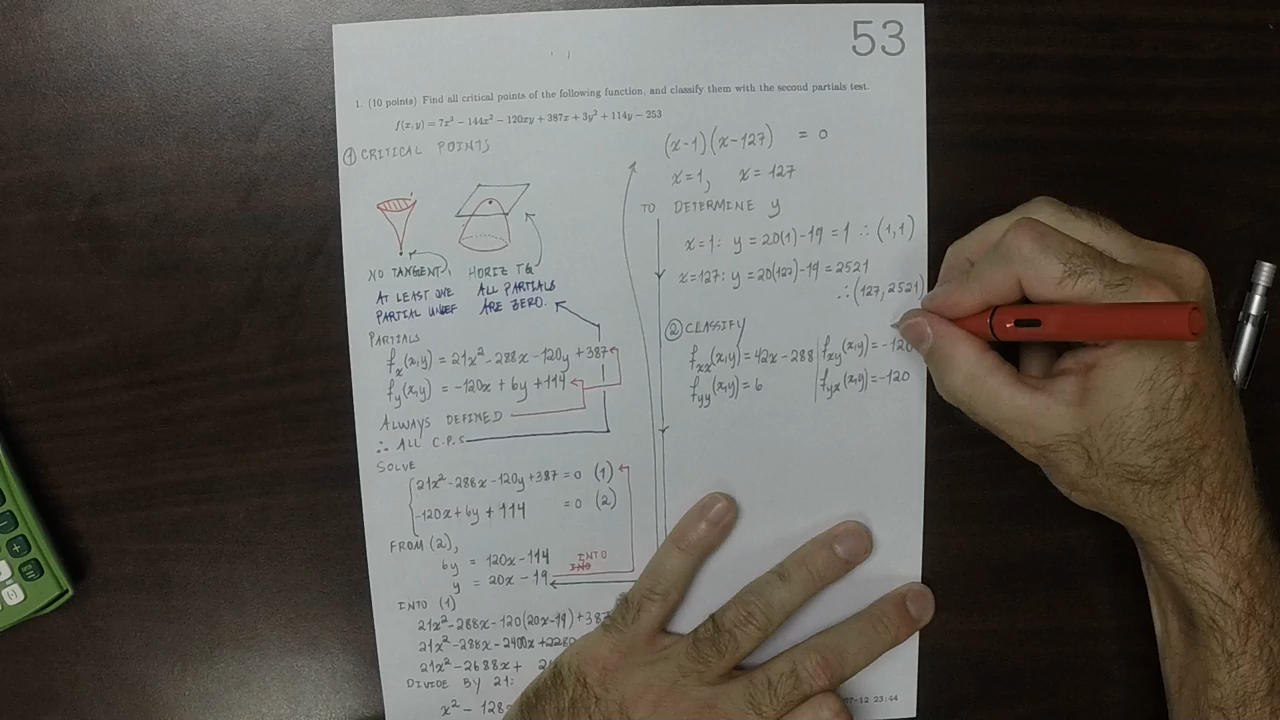 53
1. (10 points) Find all critical points of the following function, and classify them with the second partials test.
f(x, y) = 7x³ − 144x² − 120xy + 387x + 3y² + 114y − 253
① CRITICAL POINTS
NO TANGENT, HORIZ TG
AT LEAST ONE ALL PARTIALS
PARTIAL UNDEF ARE ZERO.
PARTIALS
fx(x,y) = 21x² - 288x - 120y + 387
fy(x,y) = -120x + 6y + 114
ALWAYS DEFINED
∴ ALL C.P.S
SOLVE
21x² - 288x - 120y + 387 = 0 (1)
-120x + 6y + 114 = 0 (2)
FROM (2),
6y = 120x - 114
INTO
y = 20x - 19
INTO (1)
21x² - 288x - 120(20x-19) + 387
21x² - 288x - 2400x + 2280
21x² - 2688x +
DIVIDE BY 21:
x² - 128x
(x-1)(x-127) = 0
x=1, x=127
TO DETERMINE y
x=1: y = 20(1)-19 = 1 ∴ (1,1)
x=127: y = 20(127)-19 = 2521
∴ (127, 2521)
② CLASSIFY
fxx(x,y) = 42x - 288 fxy(x,y) = -120
fyy(x,y) = 6 fyx(x,y) = -120
23:44